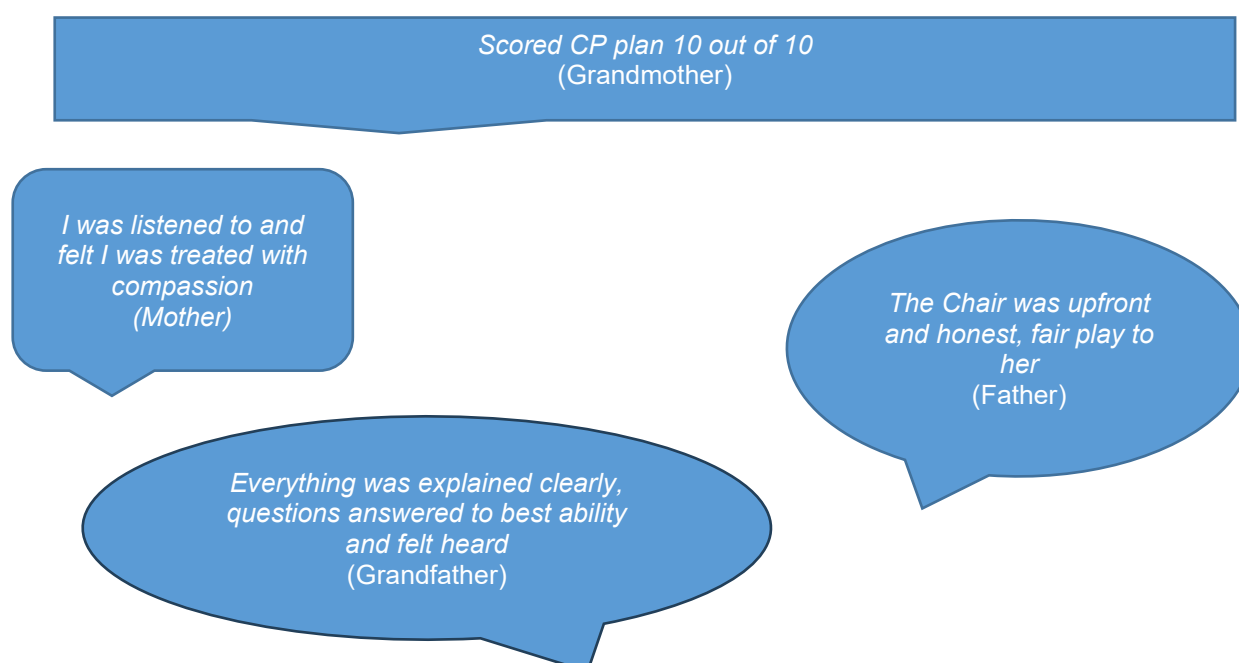 Scored CP plan 10 out of 10
(Grandmother)
I was listened to and
felt I was treated with
compassion
(Mother)
The Chair was upfront
and honest, fair play to
her
(Father)
Everything was explained clearly,
questions answered to best ability
and felt heard
(Grandfather)